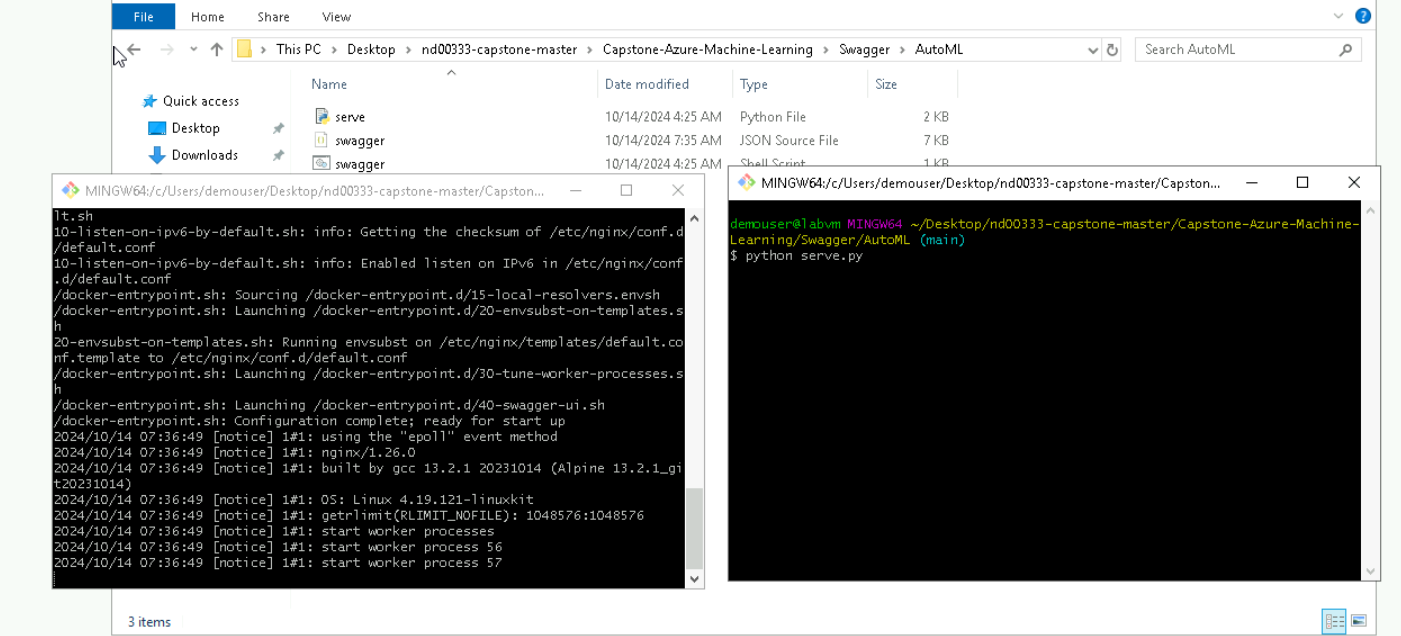 File Home Share View
This PC > Desktop > nd00333-capstone-master > Capstone-Azure-Machine-Learning > Swagger > AutoML
Search AutoML
Name Date modified Type Size
Quick access
Desktop
Downloads
serve 10/14/2024 4:25 AM Python File 2 KB
swagger 10/14/2024 7:35 AM JSON Source File 7 KB
swagger 10/14/2024 4:25 AM Shell Script 1 KB
MINGW64:/c/Users/demouser/Desktop/nd00333-capstone-master/Capston...
lt.sh
10-listen-on-ipv6-by-default.sh: info: Getting the checksum of /etc/nginx/conf.d
/default.conf
10-listen-on-ipv6-by-default.sh: info: Enabled listen on IPv6 in /etc/nginx/conf
.d/default.conf
/docker-entrypoint.sh: Sourcing /docker-entrypoint.d/15-local-resolvers.envsh
/docker-entrypoint.sh: Launching /docker-entrypoint.d/20-envsubst-on-templates.s
h
20-envsubst-on-templates.sh: Running envsubst on /etc/nginx/templates/default.co
nf.template to /etc/nginx/conf.d/default.conf
/docker-entrypoint.sh: Launching /docker-entrypoint.d/30-tune-worker-processes.s
h
/docker-entrypoint.sh: Launching /docker-entrypoint.d/40-swagger-ui.sh
/docker-entrypoint.sh: Configuration complete; ready for start up
2024/10/14 07:36:49 [notice] 1#1: using the "epoll" event method
2024/10/14 07:36:49 [notice] 1#1: nginx/1.26.0
2024/10/14 07:36:49 [notice] 1#1: built by gcc 13.2.1 20231014 (Alpine 13.2.1_gi
t20231014)
2024/10/14 07:36:49 [notice] 1#1: OS: Linux 4.19.121-linuxkit
2024/10/14 07:36:49 [notice] 1#1: getrlimit(RLIMIT_NOFILE): 1048576:1048576
2024/10/14 07:36:49 [notice] 1#1: start worker processes
2024/10/14 07:36:49 [notice] 1#1: start worker process 56
2024/10/14 07:36:49 [notice] 1#1: start worker process 57
MINGW64:/c/Users/demouser/Desktop/nd00333-capstone-master/Capston...
demouser@labvm MINGW64 ~/Desktop/nd00333-capstone-master/Capstone-Azure-Machine-
Learning/Swagger/AutoML (main)
$ python serve.py
3 items